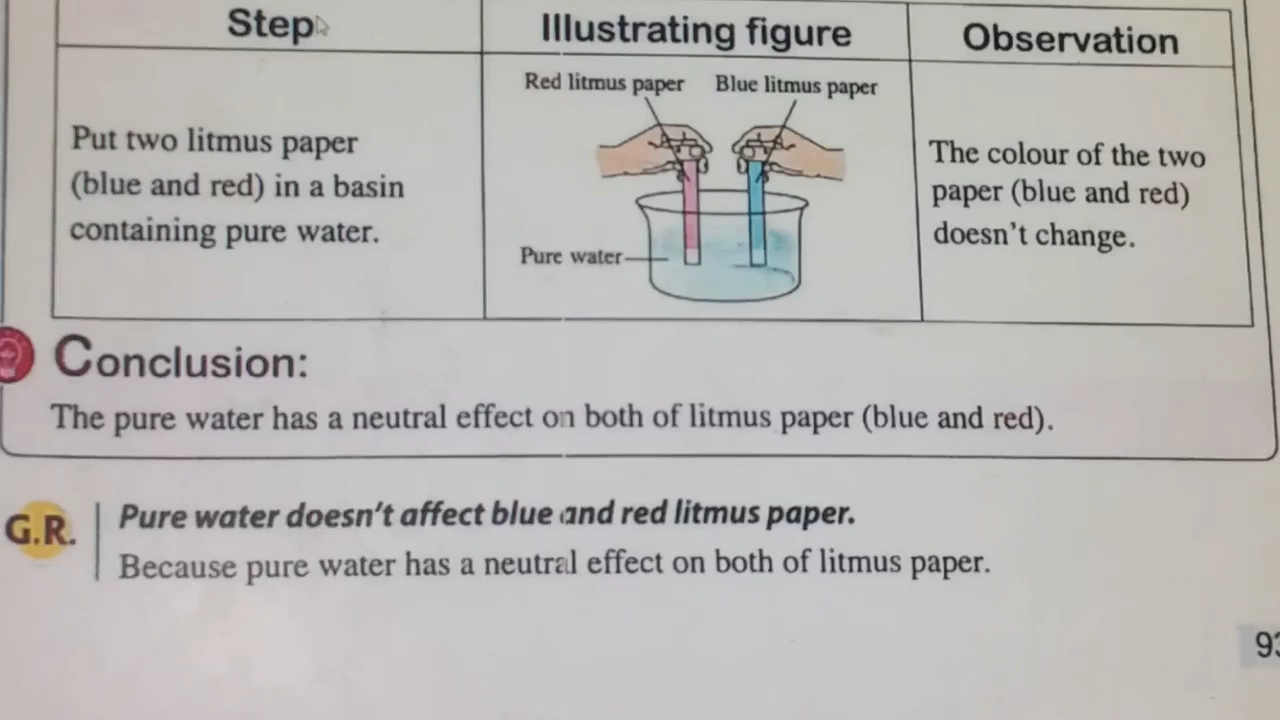 Step
Illustrating figure
Observation
Put two litmus paper
(blue and red) in a basin
containing pure water.
Red litmus paper
Blue litmus paper
Pure water
The colour of the two
paper (blue and red)
doesn't change.
Conclusion:
The pure water has a neutral effect on both of litmus paper (blue and red).
G.R.
Pure water doesn't affect blue and red litmus paper.
Because pure water has a neutral effect on both of litmus paper.